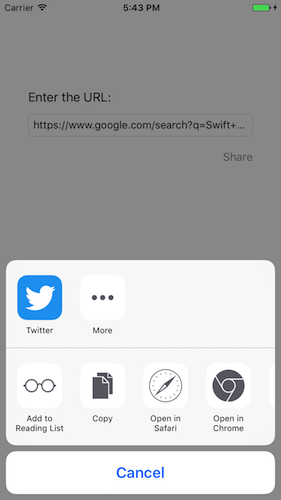 Carrier 5:43 PM
Enter the URL:
https://www.google.com/search?q=Swift+...
Share
Twitter More
Add to Reading List Copy Open in Safari Open in Chrome
Cancel